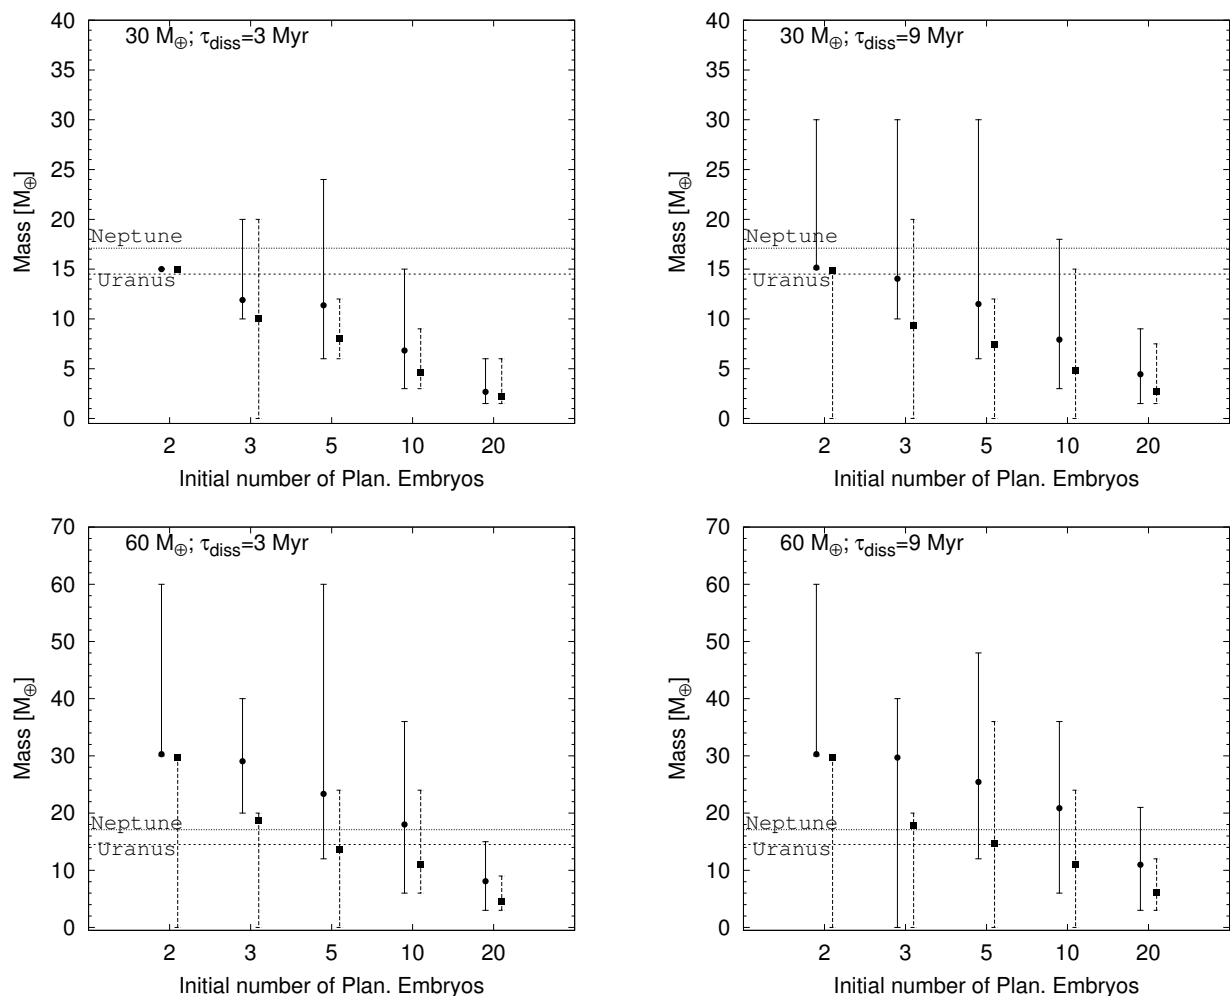 30 M⊕; τdiss=3 Myr
40
35
30
25
20
15
10
5
0
Mass [M⊕]
Neptune
Uranus
2 3 5 10 20
Initial number of Plan. Embryos
30 M⊕; τdiss=9 Myr
40
35
30
25
20
15
10
5
0
Mass [M⊕]
Neptune
Uranus
2 3 5 10 20
Initial number of Plan. Embryos
60 M⊕; τdiss=3 Myr
70
60
50
40
30
20
10
0
Mass [M⊕]
Neptune
Uranus
2 3 5 10 20
Initial number of Plan. Embryos
60 M⊕; τdiss=9 Myr
70
60
50
40
30
20
10
0
Mass [M⊕]
Neptune
Uranus
2 3 5 10 20
Initial number of Plan. Embryos